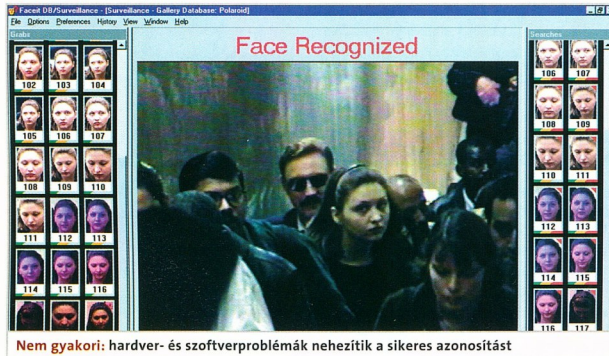 Faceit DB/Surveillance - [Surveillance - Gallery Database: Polaroid]
File Options Preferences History View Window Help
Grabs
Searches
Face Recognized
102 103 104
105 106 107
108 109 110
111 112 113
114 115 116
106 107
108 109
110 111
112 113
114 115
116 117
Nem gyakori: hardver- és szoftverproblémák nehezítik a sikeres azonosítást